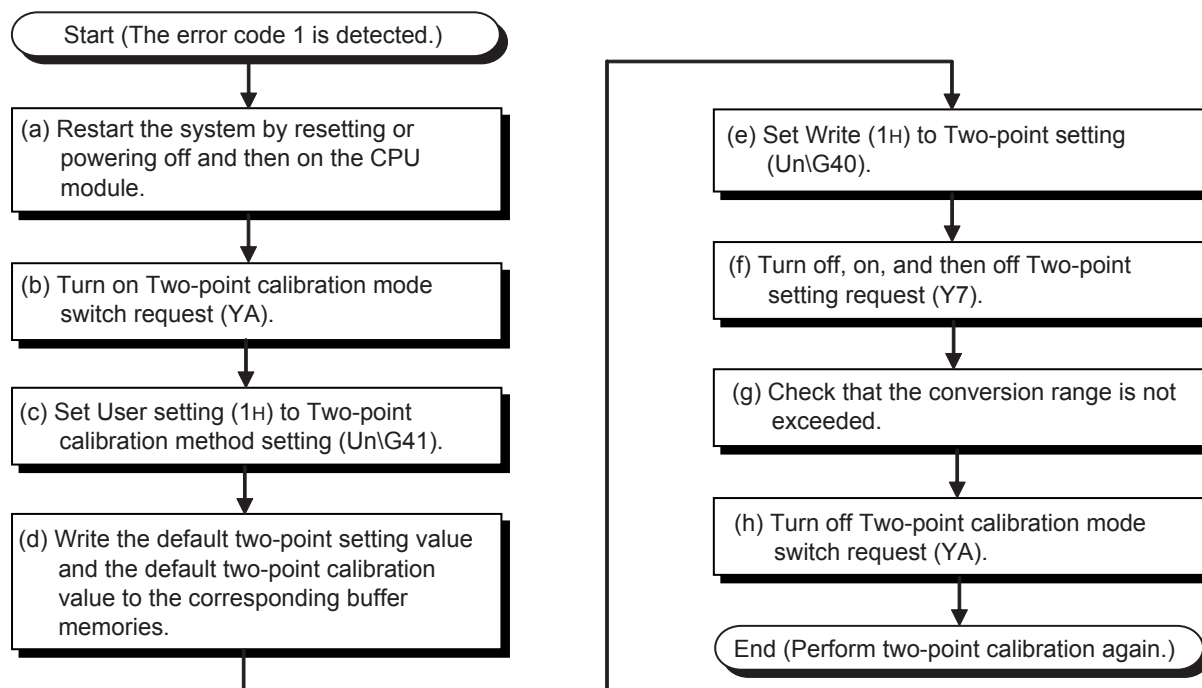 Start (The error code 1 is detected.)
(a) Restart the system by resetting or
powering off and then on the CPU
module.
(b) Turn on Two-point calibration mode
switch request (YA).
(c) Set User setting (1H) to Two-point
calibration method setting (Un\G41).
(d) Write the default two-point setting value
and the default two-point calibration
value to the corresponding buffer
memories.
(e) Set Write (1H) to Two-point setting
(Un\G40).
(f) Turn off, on, and then off Two-point
setting request (Y7).
(g) Check that the conversion range is not
exceeded.
(h) Turn off Two-point calibration mode
switch request (YA).
End (Perform two-point calibration again.)